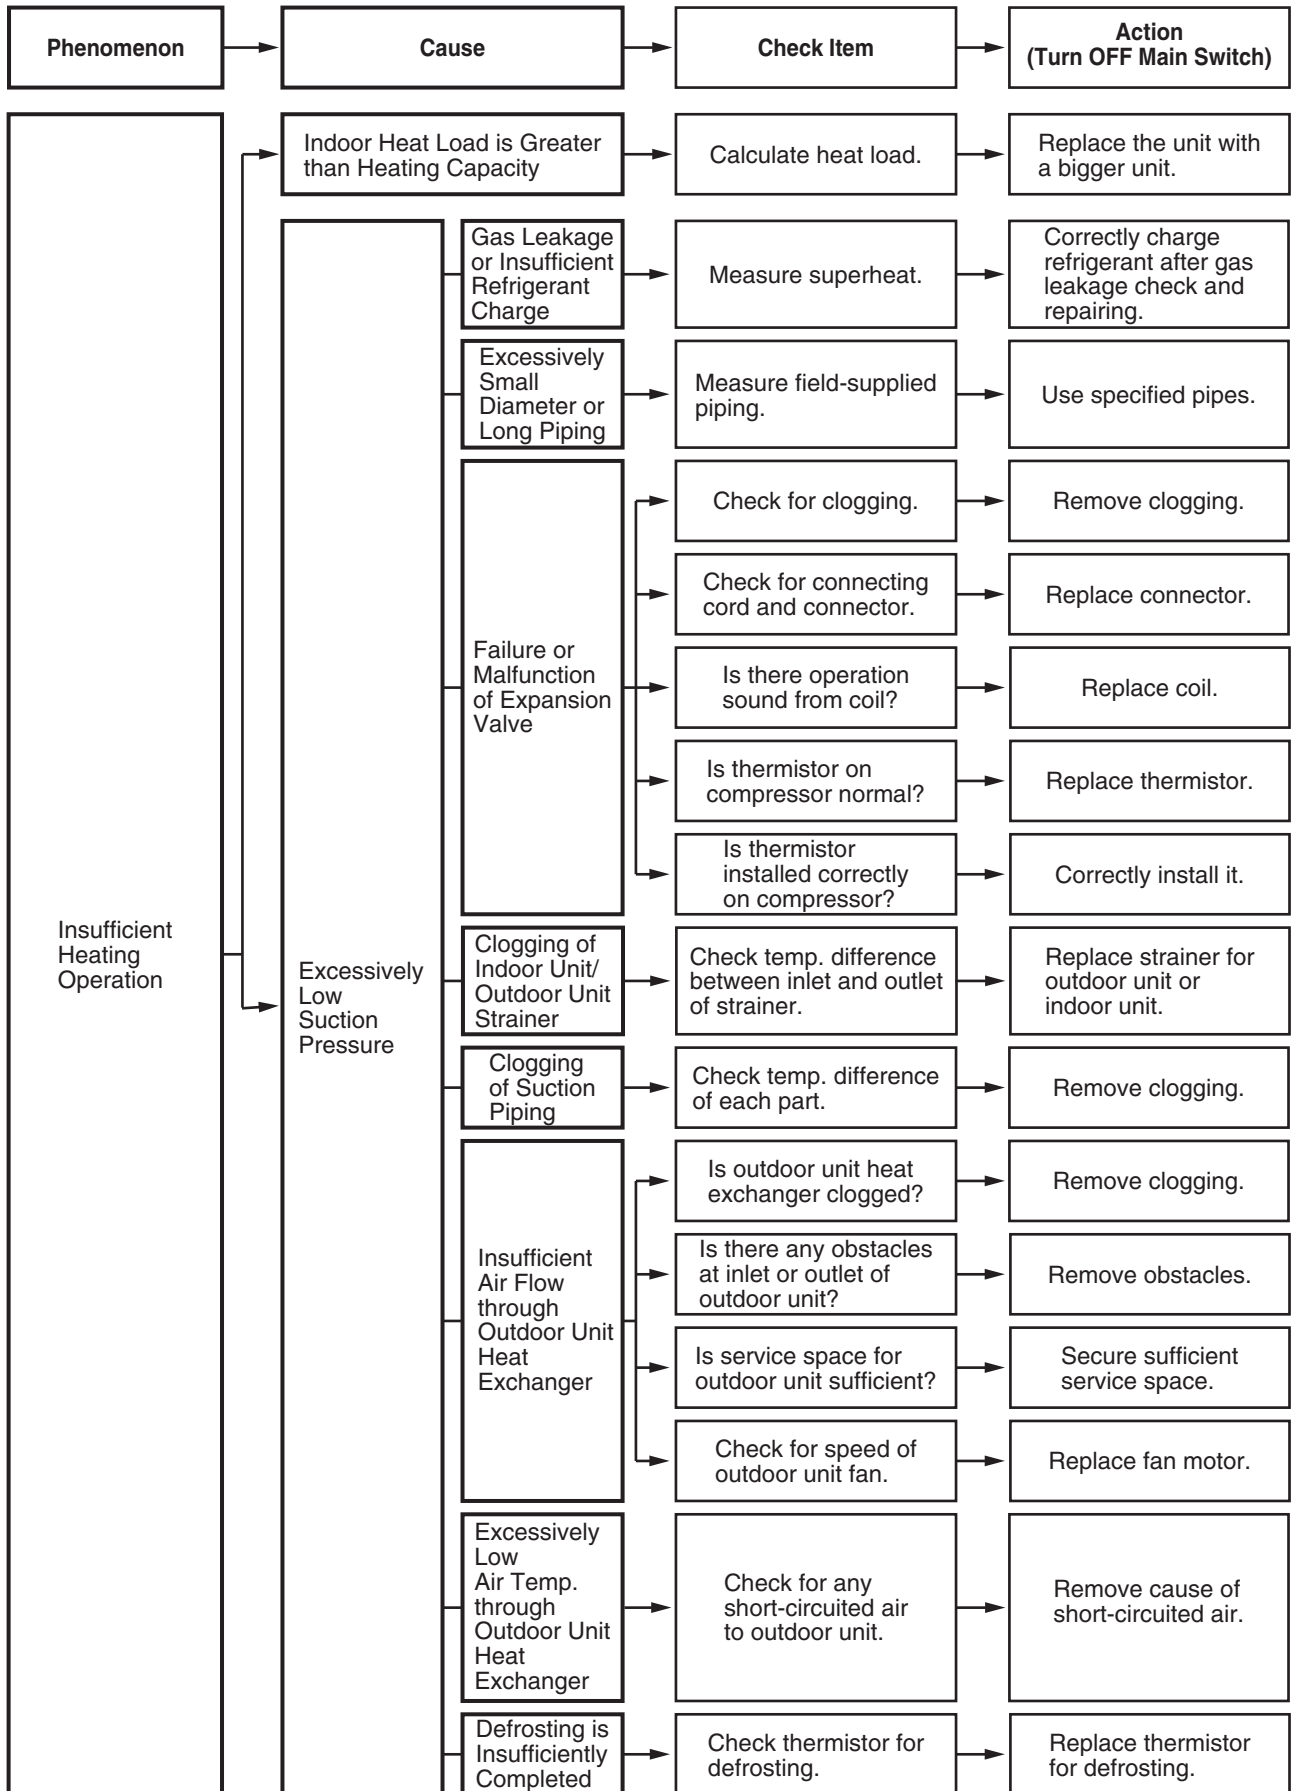 Phenomenon
Cause
Check Item
Action
(Turn OFF Main Switch)
Insufficient
Heating
Operation
Indoor Heat Load is Greater
than Heating Capacity
Calculate heat load.
Replace the unit with
a bigger unit.
Excessively
Low
Suction
Pressure
Gas Leakage
or Insufficient
Refrigerant
Charge
Measure superheat.
Correctly charge
refrigerant after gas
leakage check and
repairing.
Excessively
Small
Diameter or
Long Piping
Measure field-supplied
piping.
Use specified pipes.
Failure or
Malfunction
of Expansion
Valve
Check for clogging.
Remove clogging.
Check for connecting
cord and connector.
Replace connector.
Is there operation
sound from coil?
Replace coil.
Is thermistor on
compressor normal?
Replace thermistor.
Is thermistor
installed correctly
on compressor?
Correctly install it.
Clogging of
Indoor Unit/
Outdoor Unit
Strainer
Check temp. difference
between inlet and outlet
of strainer.
Replace strainer for
outdoor unit or
indoor unit.
Clogging
of Suction
Piping
Check temp. difference
of each part.
Remove clogging.
Insufficient
Air Flow
through
Outdoor Unit
Heat
Exchanger
Is outdoor unit heat
exchanger clogged?
Remove clogging.
Is there any obstacles
at inlet or outlet of
outdoor unit?
Remove obstacles.
Is service space for
outdoor unit sufficient?
Secure sufficient
service space.
Check for speed of
outdoor unit fan.
Replace fan motor.
Excessively
Low
Air Temp.
through
Outdoor Unit
Heat
Exchanger
Check for any
short-circuited air
to outdoor unit.
Remove cause of
short-circuited air.
Defrosting is
Insufficiently
Completed
Check thermistor for
defrosting.
Replace thermistor
for defrosting.